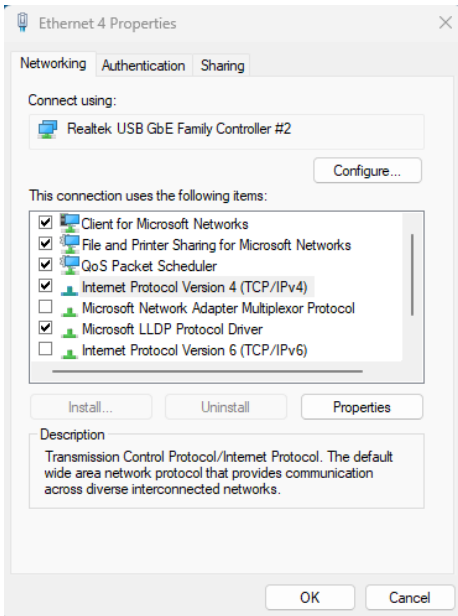 Ethernet 4 Properties
Networking Authentication Sharing
Connect using:
Realtek USB GbE Family Controller #2
Configure...
This connection uses the following items:
Client for Microsoft Networks
File and Printer Sharing for Microsoft Networks
QoS Packet Scheduler
Internet Protocol Version 4 (TCP/IPv4)
Microsoft Network Adapter Multiplexor Protocol
Microsoft LLDP Protocol Driver
Internet Protocol Version 6 (TCP/IPv6)
Install... Uninstall Properties
Description
Transmission Control Protocol/Internet Protocol. The default
wide area network protocol that provides communication
across diverse interconnected networks.
OK Cancel